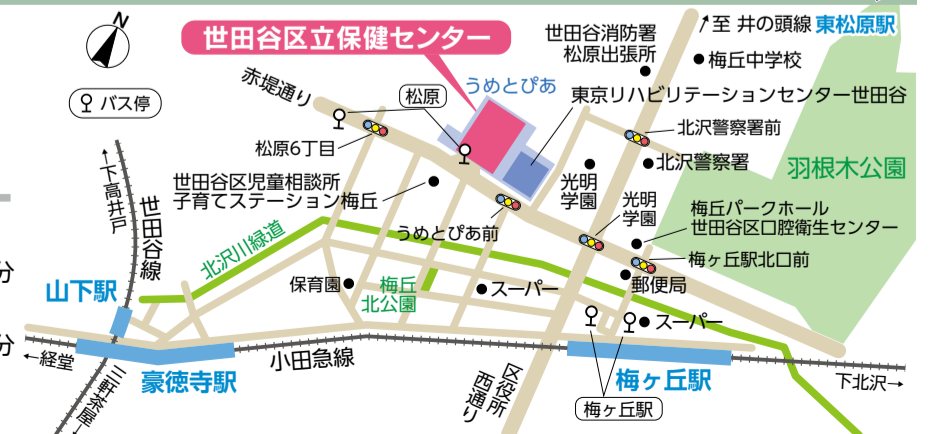 N
世田谷区立保健センター
世田谷消防署
松原出張所
至 井の頭線 東松原駅
梅丘中学校
赤堤通り
バス停
松原
うめとぴあ
東京リハビリテーションセンター世田谷
北沢警察署前
松原6丁目
北沢警察署
羽根木公園
←下高井戸
世田谷線
世田谷区児童相談所
子育てステーション梅丘
光明
学園
光明
学園
梅丘パークホール
世田谷区口腔衛生センター
うめとぴあ前
北沢川緑道
梅ヶ丘駅北口前
分
山下駅
保育園
梅丘
北公園
スーパー
郵便局
スーパー
分
←経堂
豪徳寺駅
小田急線
区役所
西通り
梅ヶ丘駅
下北沢→
三軒茶屋→
梅ヶ丘駅